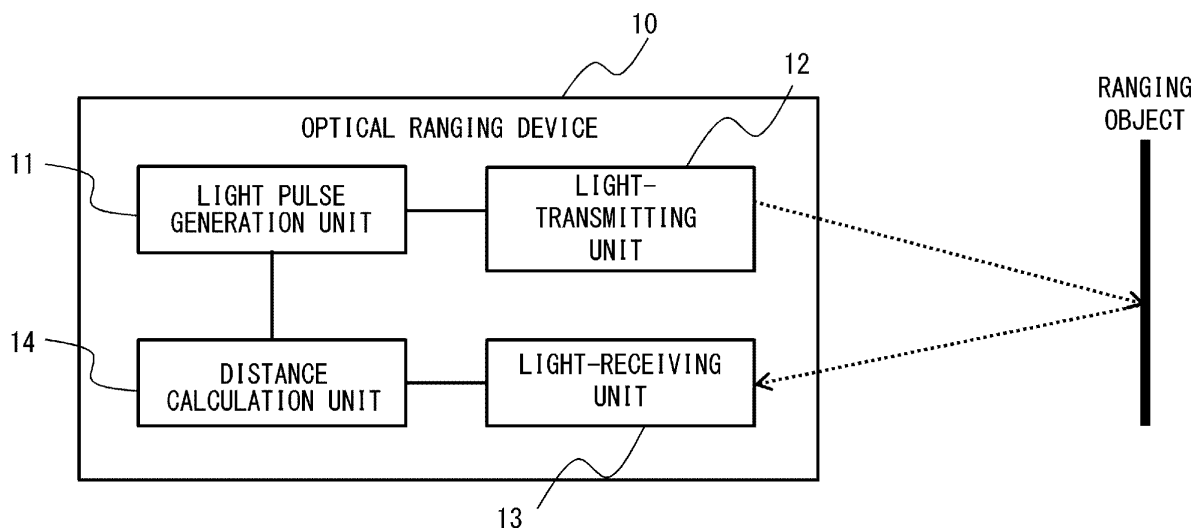 10
12
RANGING
OBJECT
OPTICAL RANGING DEVICE
11
LIGHT PULSE
GENERATION UNIT
LIGHT-
TRANSMITTING
UNIT
14
DISTANCE
CALCULATION UNIT
LIGHT-RECEIVING
UNIT
13